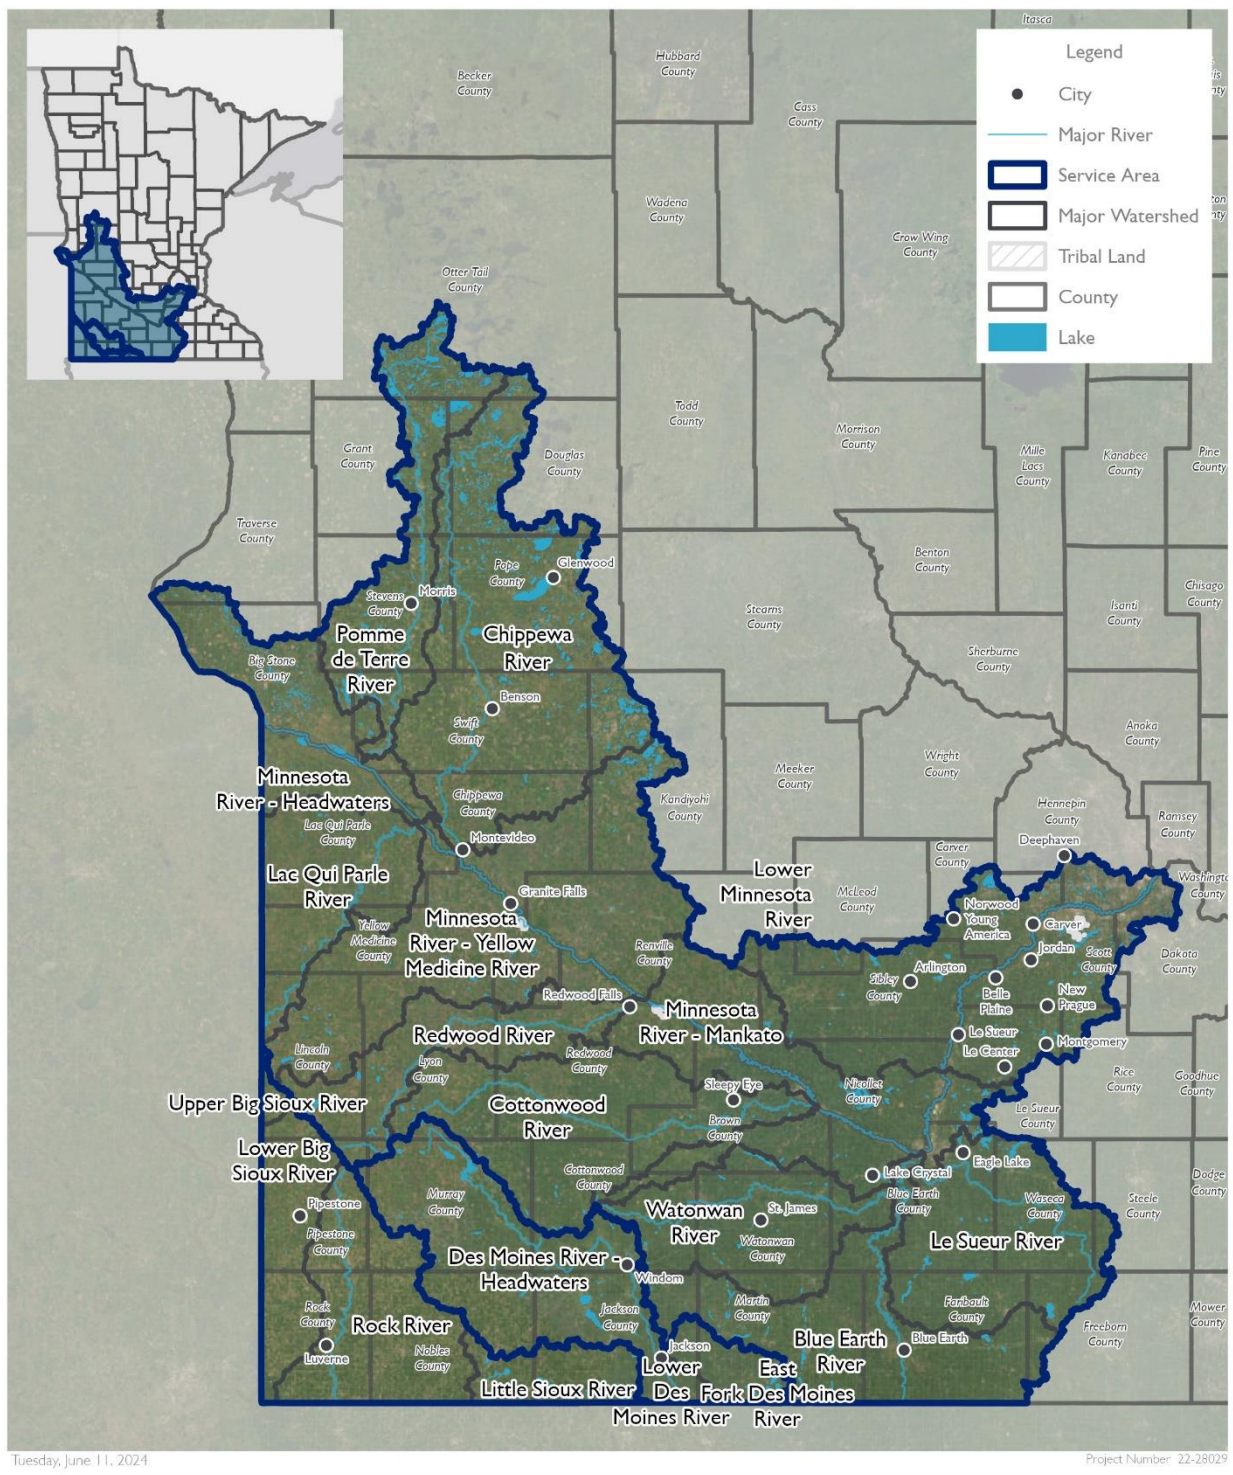 Itasca
Legend
City
Major River
Service Area
Major Watershed
Tribal Land
County
Lake
Hubbard
County
Becker
County
Cass
County
Wadena
County
Crow Wing
County
Otter Tail
County
Todd
County
Morrison
County
Grant
County
Douglas
County
Mille
Lacs
County
Kanabec
County
Pine
County
Traverse
County
Benton
County
Pope
County
Glenwood
Stevens
County
Morris
Chisago
County
Isanti
County
Stearns
County
Pomme
de Terre
River
Chippewa
River
Sherburne
County
Big Stone
County
Benson
Swift
County
Anoka
County
Wright
County
Meeker
County
Minnesota
River - Headwaters
Chippewa
County
Kandiyohi
County
Hennepin
County
Ramsey
County
Lac Qui Parle
County
Montevideo
Deephaven
Carver
County
Lac Qui Parle
River
Lower
Minnesota
River
McLeod
County
County
Granite Falls
Norwood
Young
America
Carver
Minnesota
River - Yellow
Medicine River
Yellow
Medicine
County
Renville
County
Jordan
Scott
County
Dakota
County
Sibley
County
Arlington
Belle
Plaine
New
Prague
Redwood Falls
Minnesota
River - Mankato
Redwood River
Le Sueur
Le Center
Montgomery
Lincoln
County
Lyon
County
Redwood
County
Rice
County
Goodhue
County
Sleepy Eye
Nicollet
County
Upper Big Sioux River
Cottonwood
River
Brown
County
Le Sueur
County
Lower Big
Sioux River
Cottonwood
County
Eagle Lake
Lake Crystal
Dodge
County
Murray
County
Blue Earth
County
Waseca
County
Steele
County
Pipestone
Pipestone
County
Watonwan
River
St. James
Watonwan
County
Le Sueur River
Des Moines River -
Headwaters
Windom
Rock
County
Jackson
County
Martin
County
Faribault
County
Mower
County
Freeborn
County
Rock River
Luverne
Nobles
County
Jackson
Blue Earth
River
Blue Earth
Little Sioux River
Lower
Des
Moines River
East
Fork Des Moines
River
Tuesday, June 11, 2024
Project Number 22-28029